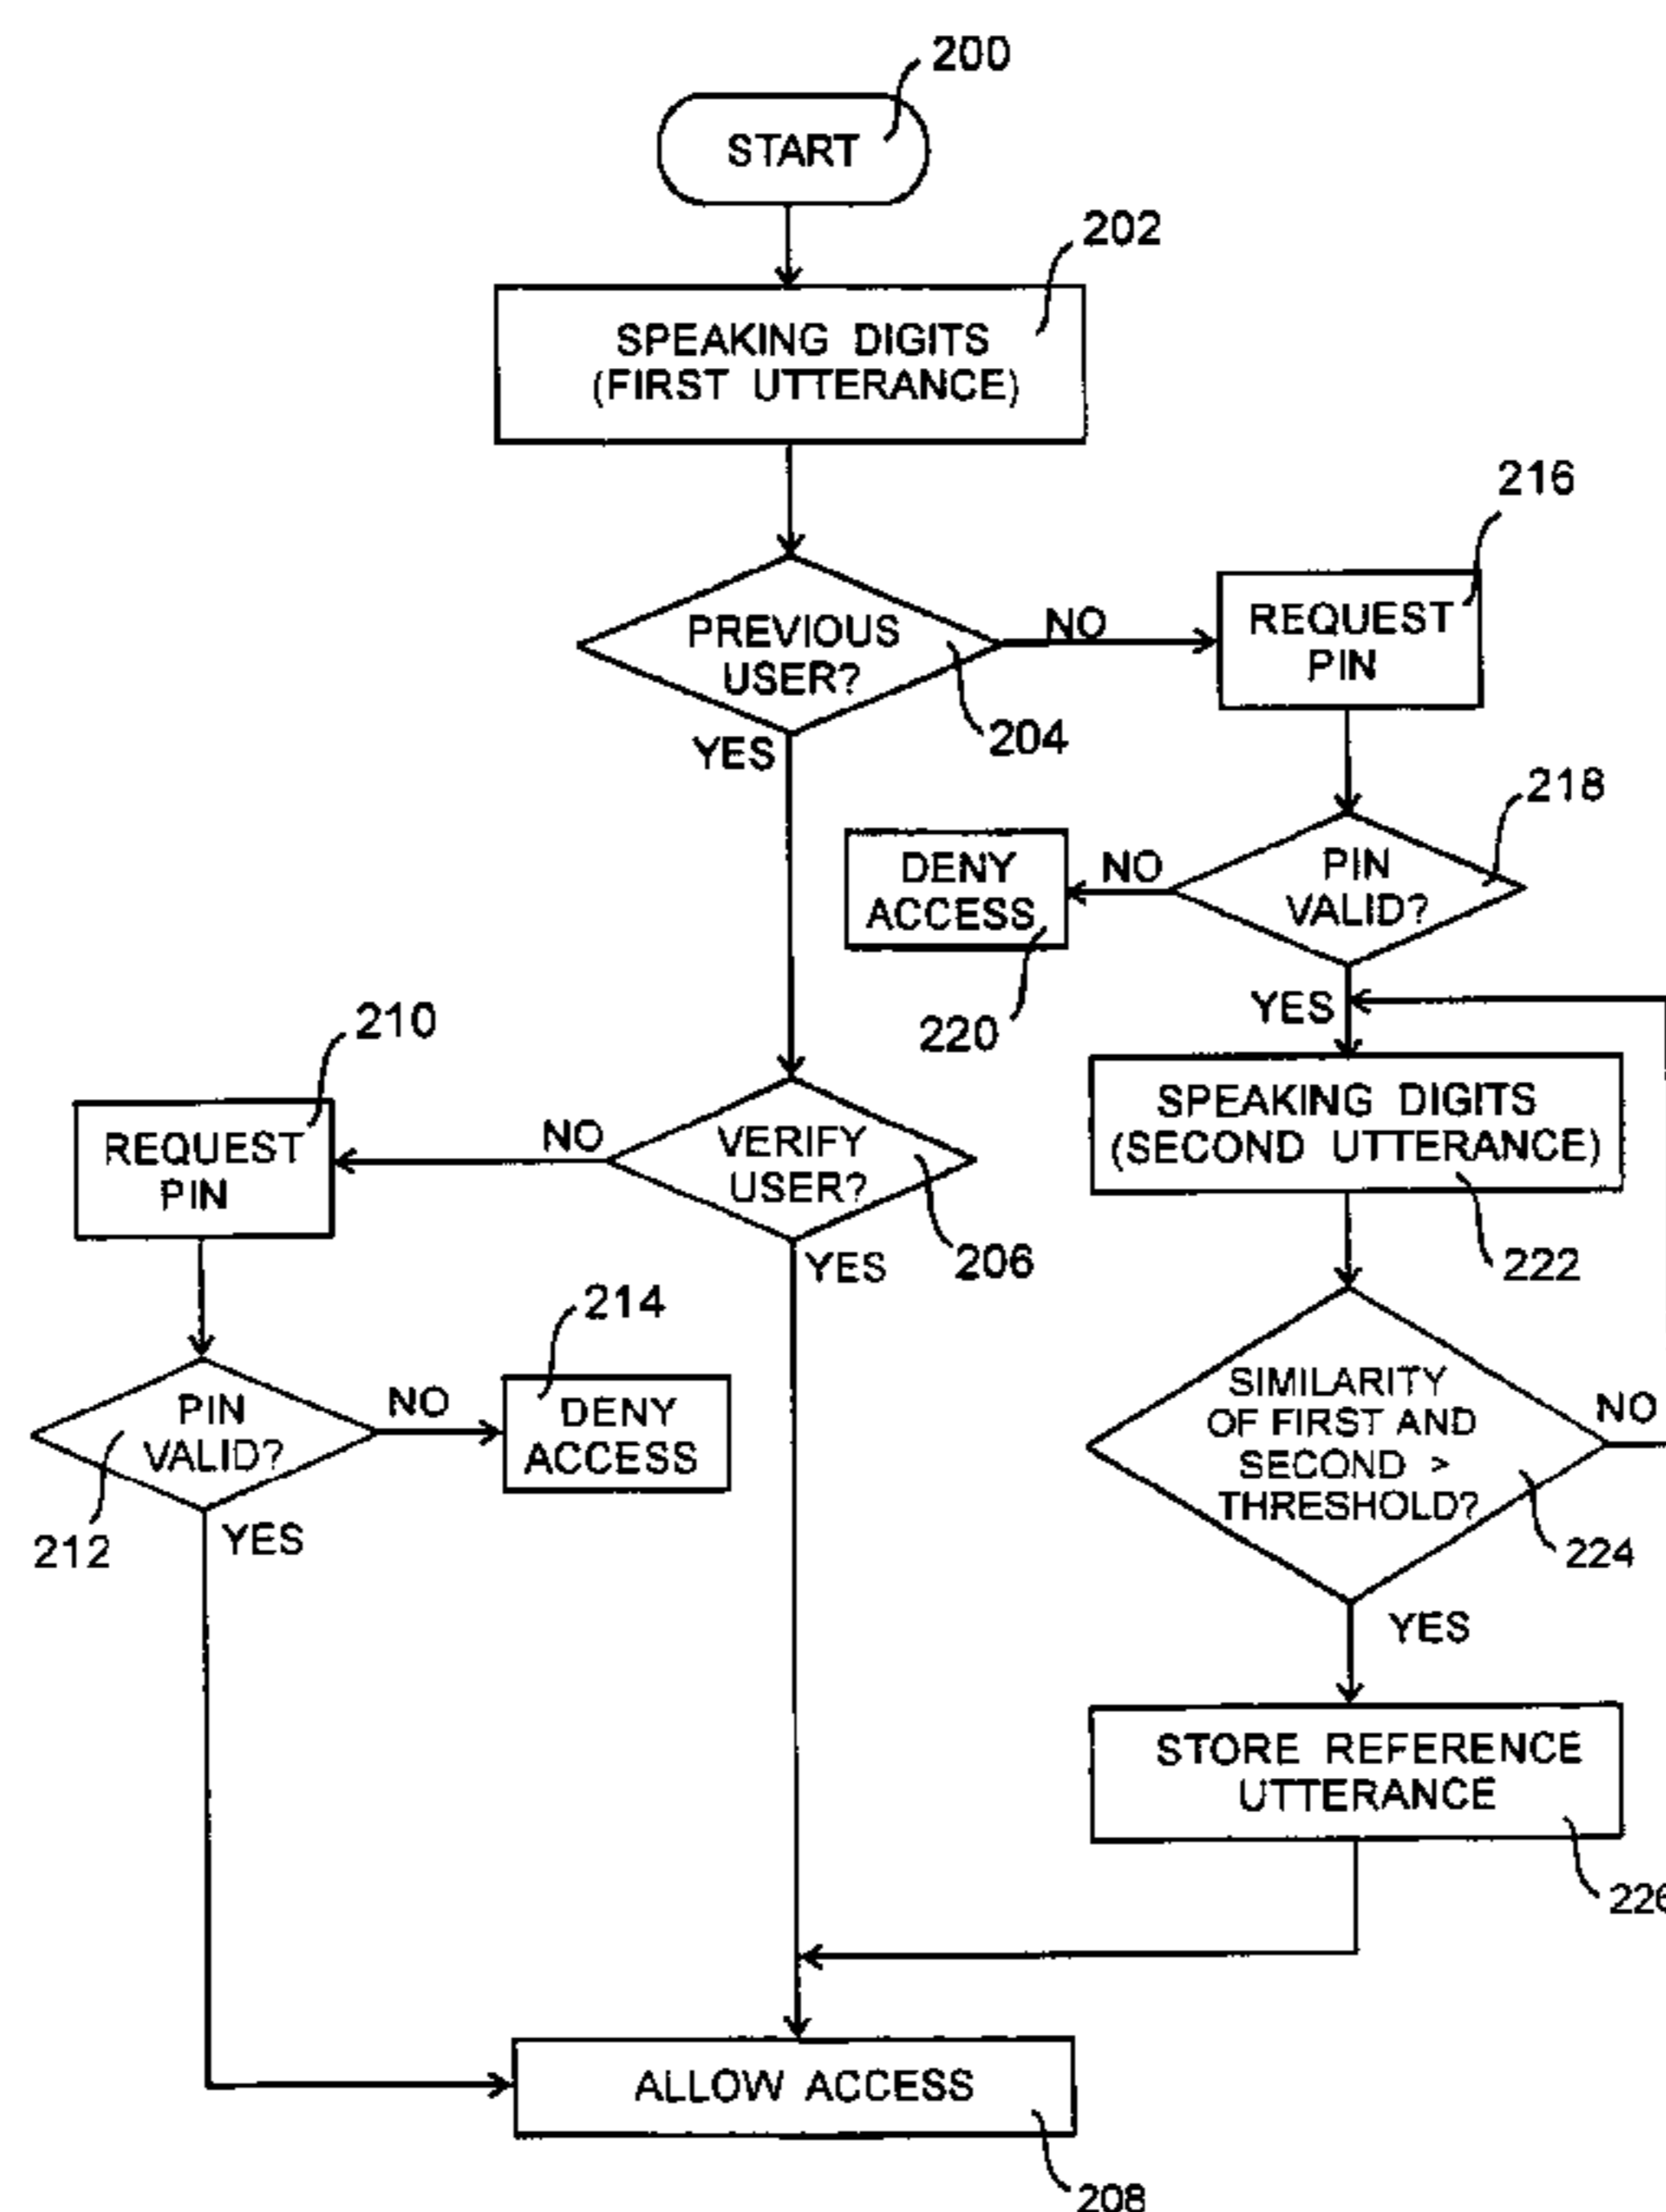 200
START
202
SPEAKING DIGITS
(FIRST UTTERANCE)
216
PREVIOUS
USER?
NO
REQUEST
PIN
204
YES
218
DENY
ACCESS
NO
PIN
VALID?
220
YES
210
SPEAKING DIGITS
(SECOND UTTERANCE)
REQUEST
PIN
NO
VERIFY
USER?
206
222
YES
214
PIN
VALID?
NO
DENY
ACCESS
SIMILARITY
OF FIRST AND
SECOND >
THRESHOLD?
NO
212
YES
224
YES
STORE REFERENCE
UTTERANCE
226
ALLOW ACCESS
208